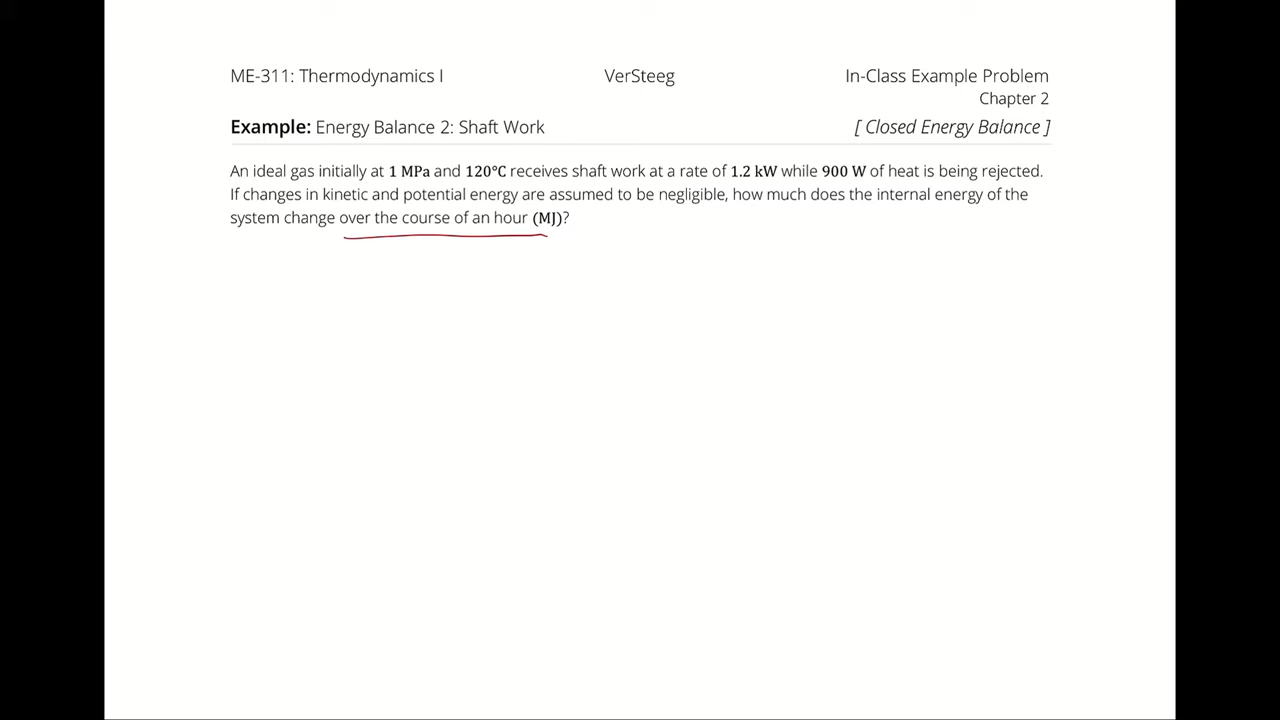 ME-311: Thermodynamics I VerSteeg In-Class Example Problem
Chapter 2
Example: Energy Balance 2: Shaft Work [ Closed Energy Balance ]
An ideal gas initially at 1 MPa and 120°C receives shaft work at a rate of 1.2 kW while 900 W of heat is being rejected.
If changes in kinetic and potential energy are assumed to be negligible, how much does the internal energy of the
system change over the course of an hour (MJ)?